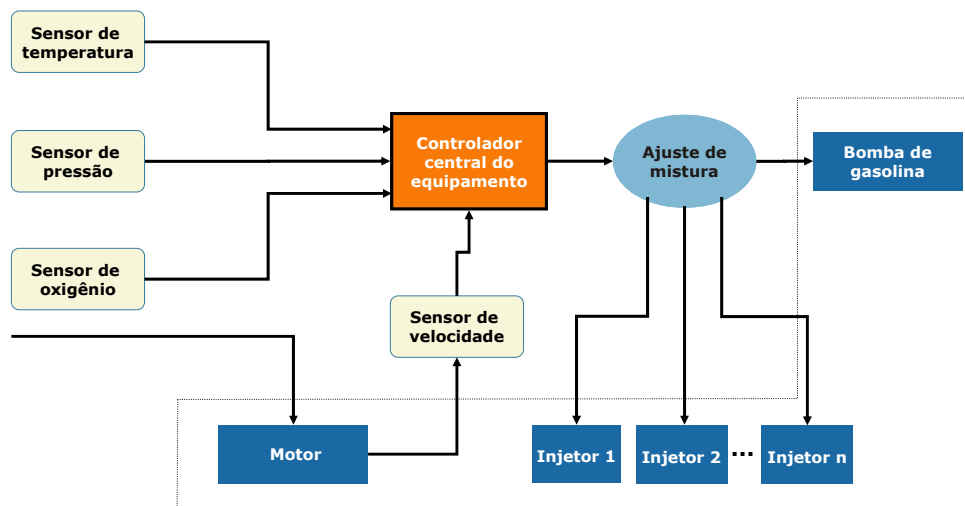 Sensor de
temperatura
Sensor de
pressão
Controlador
central do
equipamento
Ajuste de
mistura
Bomba de
gasolina
Sensor de
oxigênio
Sensor de
velocidade
Motor
Injetor 1
Injetor 2
...
Injetor n